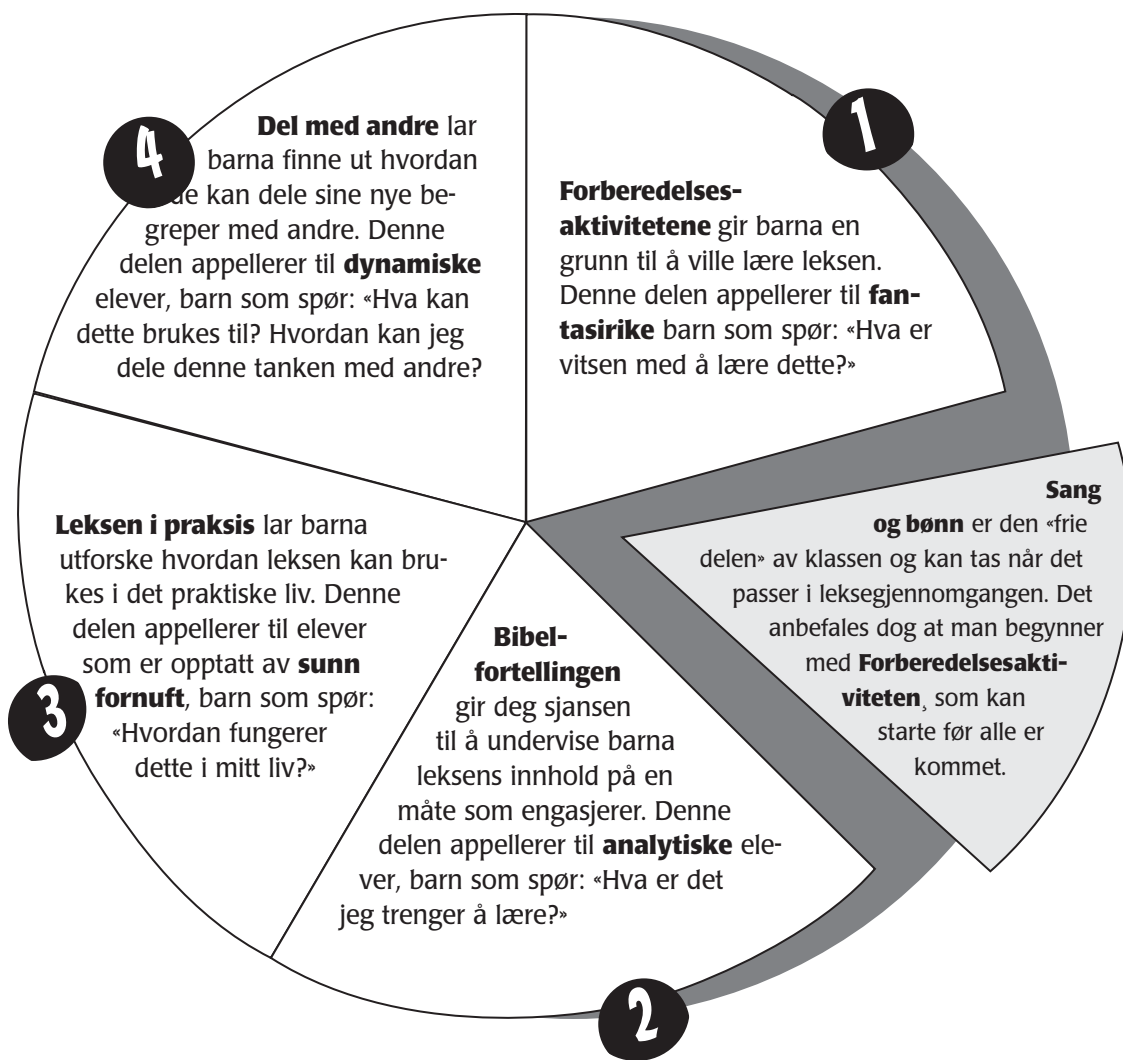 1
Forberedelses-
aktivitetene gir barna en
grunn til å ville lære leksen.
Denne delen appellerer til fan-
tasirike barn som spør: «Hva er
vitsen med å lære dette?»
Sang
og bønn er den «frie
delen» av klassen og kan tas når det
passer i leksegjennomgangen. Det
anbefales dog at man begynner
med Forberedelsesakti-
viteten, som kan
starte før alle er
kommet.
2
Bibel-
fortellingen
gir deg sjansen
til å undervise barna
leksens innhold på en
måte som engasjerer. Denne
delen appellerer til analytiske ele-
ver, barn som spør: «Hva er det
jeg trenger å lære?»
3
Leksen i praksis lar barna
utforske hvordan leksen kan bru-
kes i det praktiske liv. Denne
delen appellerer til elever
som er opptatt av sunn
fornuft, barn som spør:
«Hvordan fungerer
dette i mitt liv?»
4
Del med andre lar
barna finne ut hvordan
de kan dele sine nye be-
greper med andre. Denne
delen appellerer til dynamiske
elever, barn som spør: «Hva kan
dette brukes til? Hvordan kan jeg
dele denne tanken med andre?